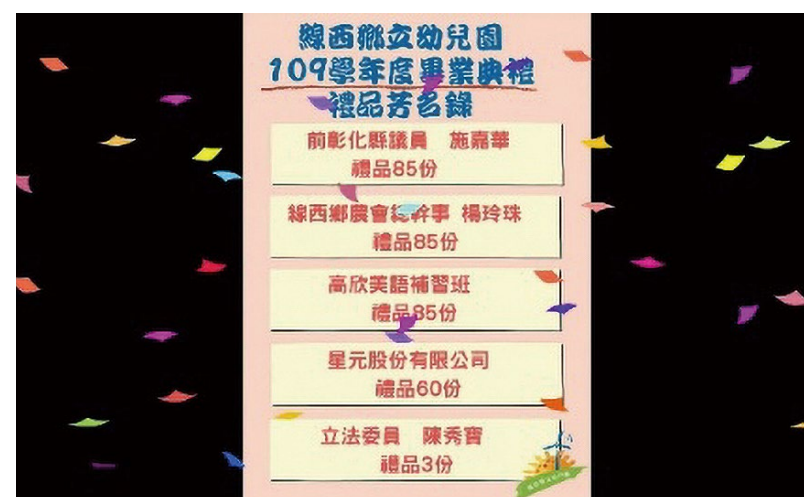 線西鄉立幼兒園
109學年度畢業典禮
禮品芳名錄
前彰化縣議員 施嘉華
禮品85份
線西鄉農會總幹事 楊玲珠
禮品85份
高欣美語補習班
禮品85份
星元股份有限公司
禮品60份
立法委員 陳秀寶
禮品3份